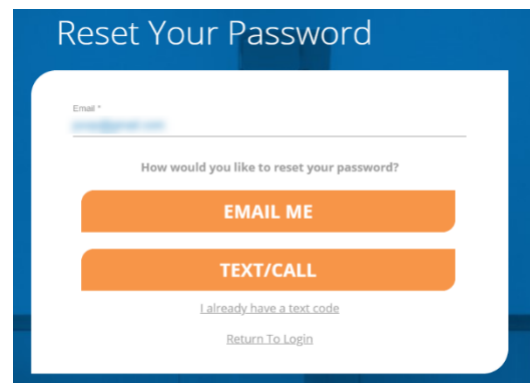 Reset Your Password
Email *
How would you like to reset your password?
EMAIL ME
TEXT/CALL
I already have a text code
Return To Login